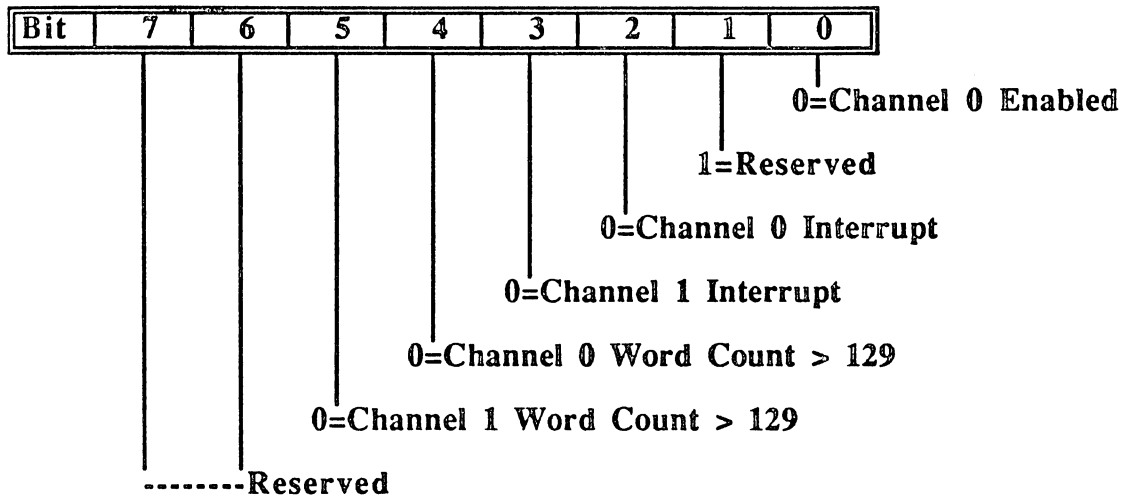 Bit 7 6 5 4 3 2 1 0
0=Channel 0 Enabled
1=Reserved
0=Channel 0 Interrupt
0=Channel 1 Interrupt
0=Channel 0 Word Count > 129
0=Channel 1 Word Count > 129
--------Reserved